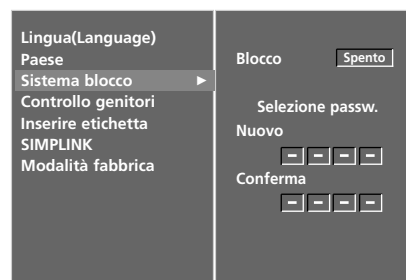 Lingua(Language)
Paese
Sistema blocco ►
Controllo genitori
Inserire etichetta
SIMPLINK
Modalità fabbrica
Blocco Spento
Selezione passw.
Nuovo
– – – –
Conferma
– – – –